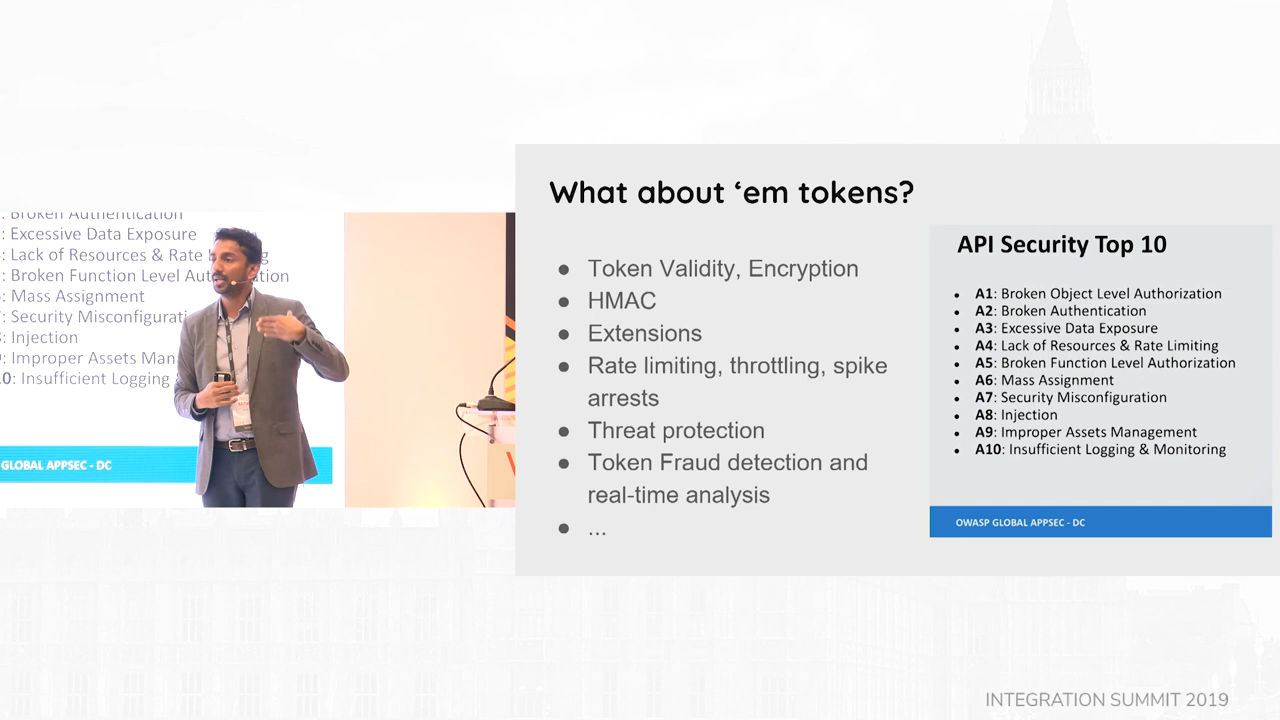 : Broken Authentication
: Excessive Data Exposure
: Lack of Resources & Rate
: Broken Function Level
: Mass Assignment
: Security
: Injection
: Improper Assets
0: Insufficient Logging
GLOBAL APPSEC - DC
What about ‘em tokens?
● Token Validity, Encryption
● HMAC
● Extensions
● Rate limiting, throttling, spike
arrests
● Threat protection
● Token Fraud detection and
real-time analysis
● ...
API Security Top 10
• A1: Broken Object Level Authorization
• A2: Broken Authentication
• A3: Excessive Data Exposure
• A4: Lack of Resources & Rate Limiting
• A5: Broken Function Level Authorization
• A6: Mass Assignment
• A7: Security Misconfiguration
• A8: Injection
• A9: Improper Assets Management
• A10: Insufficient Logging & Monitoring
OWASP GLOBAL APPSEC - DC
INTEGRATION SUMMIT 2019